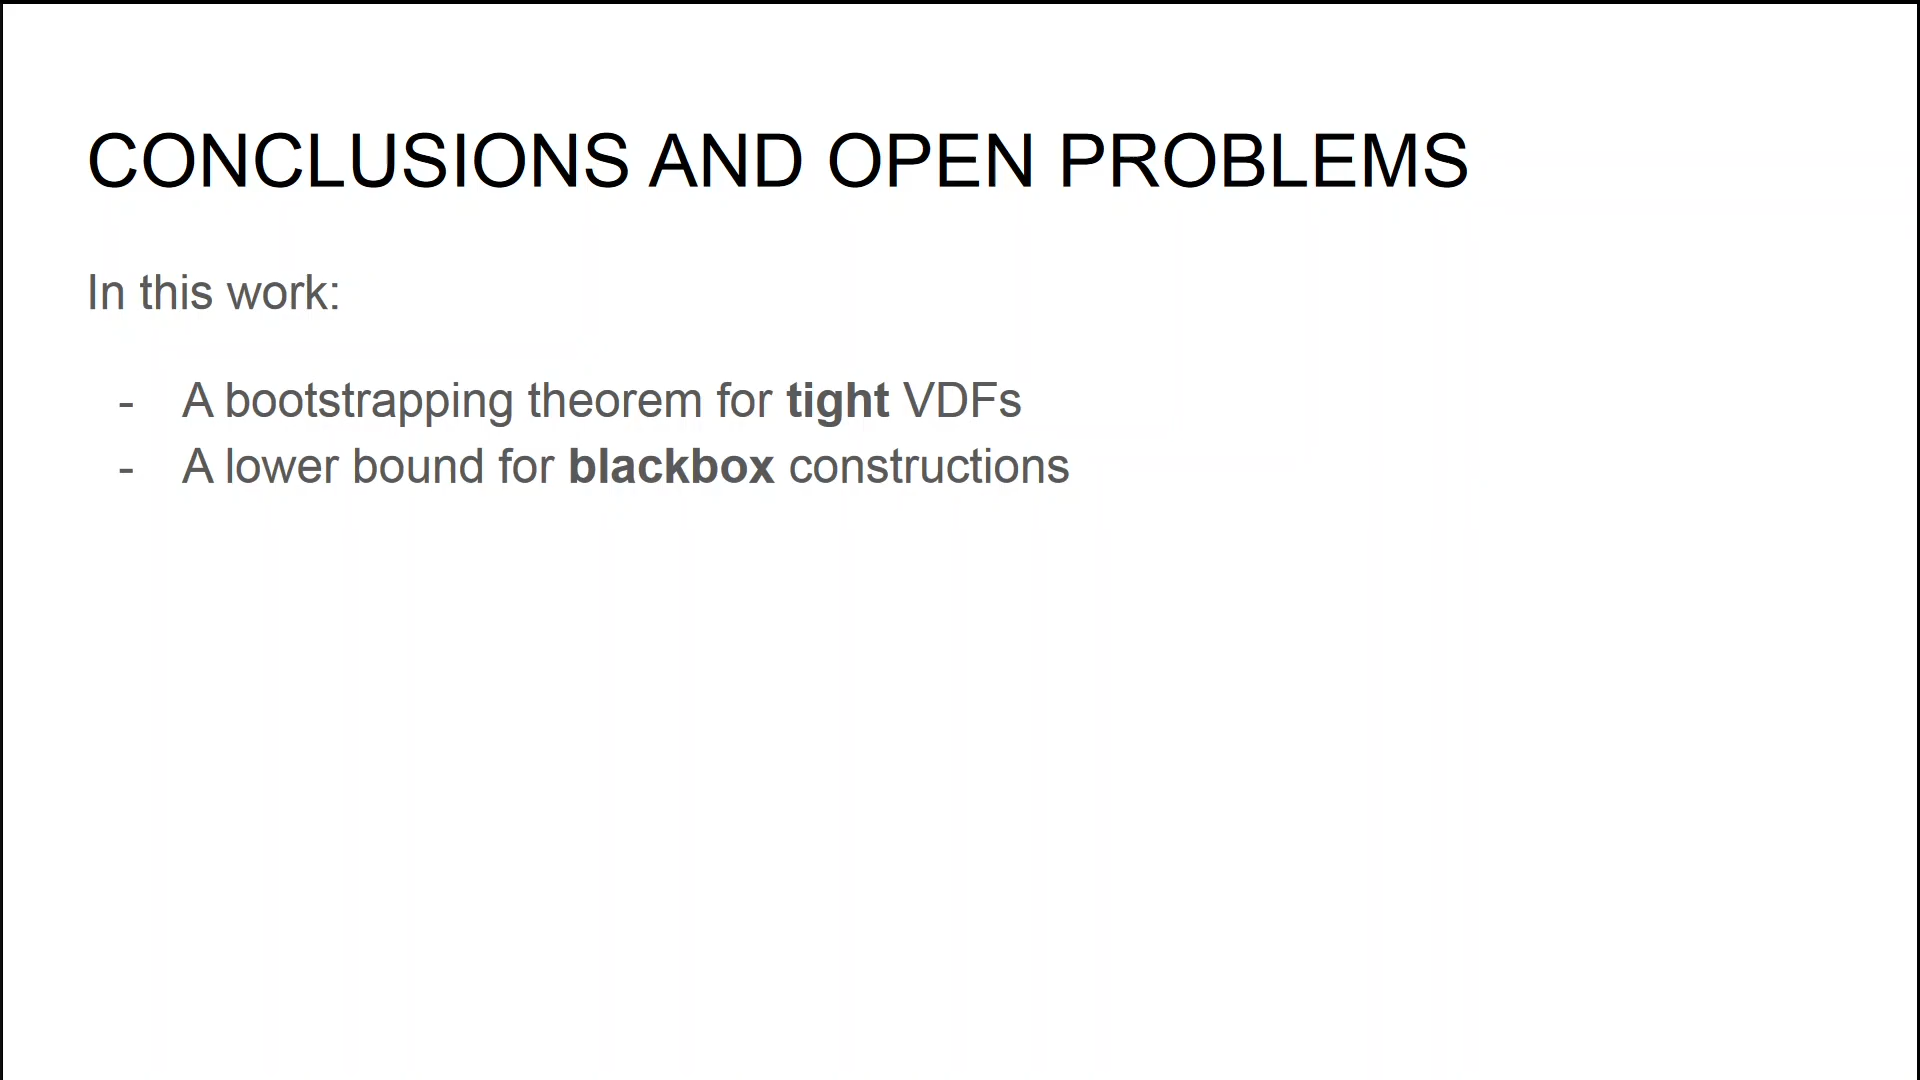 CONCLUSIONS AND OPEN PROBLEMS
In this work:
- A bootstrapping theorem for tight VDFs
- A lower bound for blackbox constructions